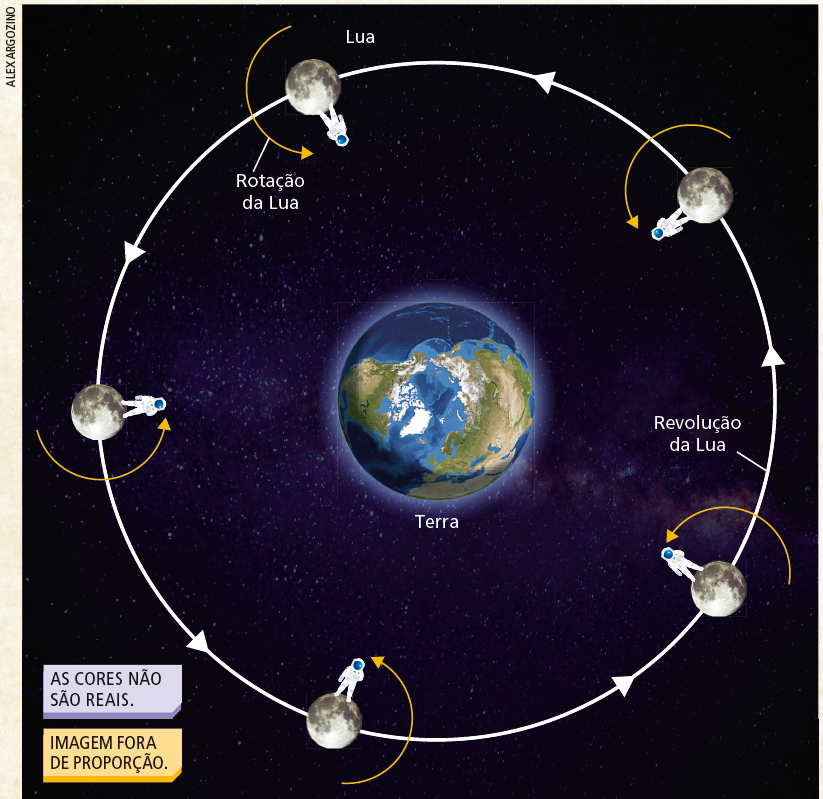 ALEX ARGOZINO
Lua
Rotação
da Lua
Revolução
da Lua
Terra
AS CORES NÃO
SÃO REAIS.
IMAGEM FORA
DE PROPORÇÃO.